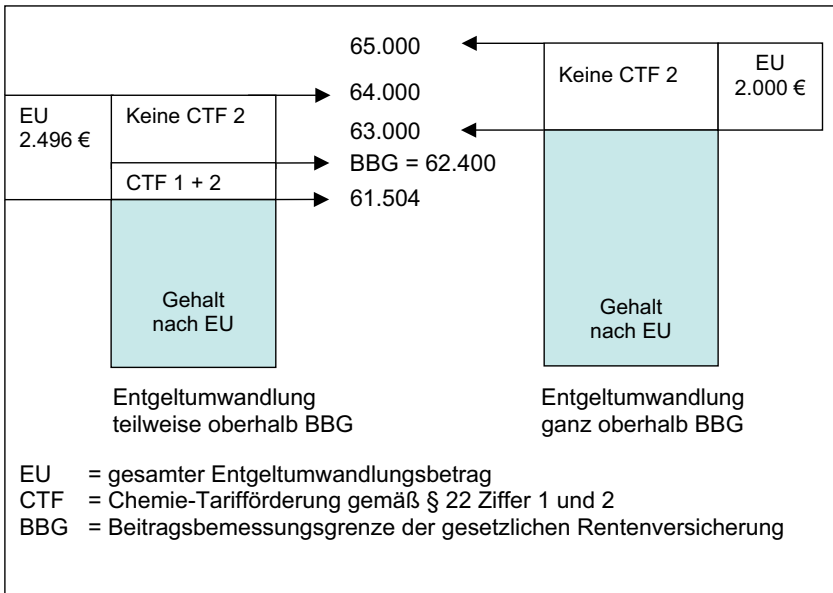 65.000
64.000
63.000
BBG = 62.400
61.504
EU
2.496 €
Keine CTF 2
CTF 1 + 2
Gehalt
nach EU
Entgeltumwandlung
teilweise oberhalb BBG
Keine CTF 2
EU
2.000 €
Gehalt
nach EU
Entgeltumwandlung
ganz oberhalb BBG
EU = gesamter Entgeltumwandlungsbetrag
CTF = Chemie-Tarifförderung gemäß § 22 Ziffer 1 und 2
BBG = Beitragsbemessungsgrenze der gesetzlichen Rentenversicherung